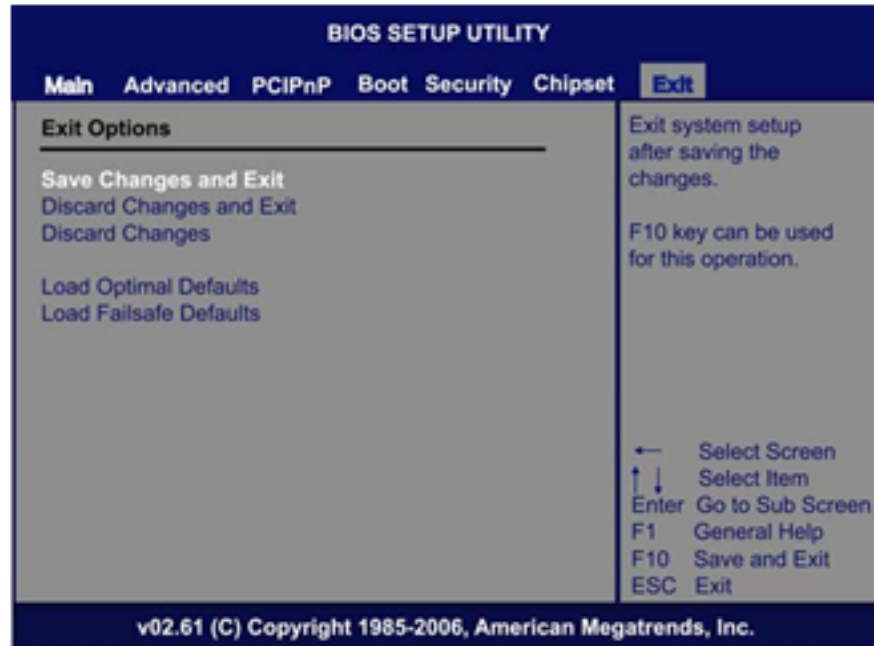 BIOS SETUP UTILITY
Main Advanced PCIPnP Boot Security Chipset Exit
Exit Options
Save Changes and Exit
Discard Changes and Exit
Discard Changes
Load Optimal Defaults
Load Failsafe Defaults
Exit system setup
after saving the
changes.
F10 key can be used
for this operation.
← Select Screen
↑↓ Select Item
Enter Go to Sub Screen
F1 General Help
F10 Save and Exit
ESC Exit
v02.61 (C) Copyright 1985-2006, American Megatrends, Inc.